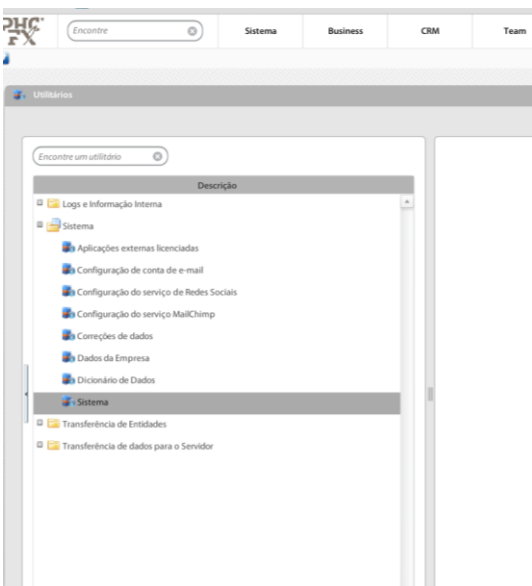 PHC FX
Encontre
Sistema
Business
CRM
Team
Utilitários
Encontre um utilitário
Descrição
Logs e Informação Interna
Sistema
Aplicações externas licenciadas
Configuração de conta de e-mail
Configuração do serviço de Redes Sociais
Configuração do serviço MailChimp
Correções de dados
Dados da Empresa
Dicionário de Dados
Sistema
Transferência de Entidades
Transferência de dados para o Servidor